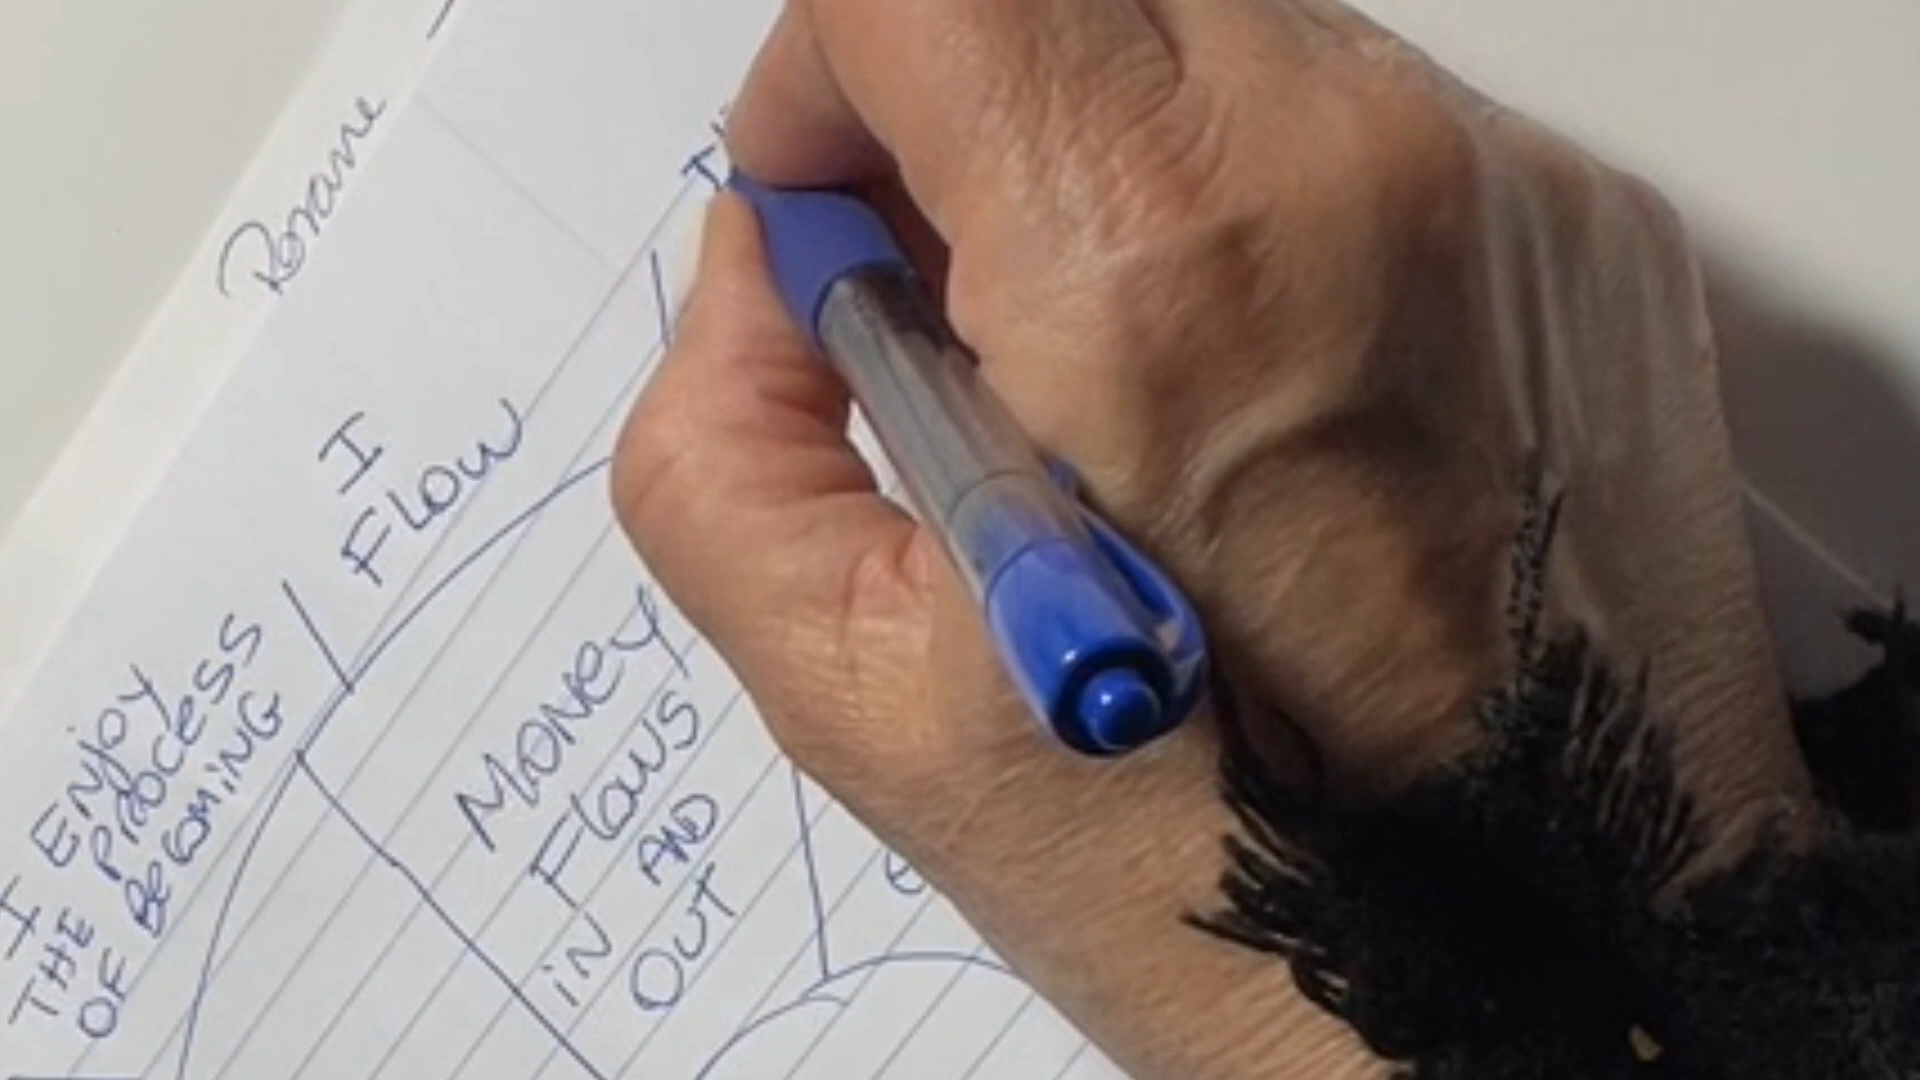 Roxane
I
FLOW
I ENJOY
THE PROCESS
OF BECOMING
MONEY
FLOWS
IN AND
OUT